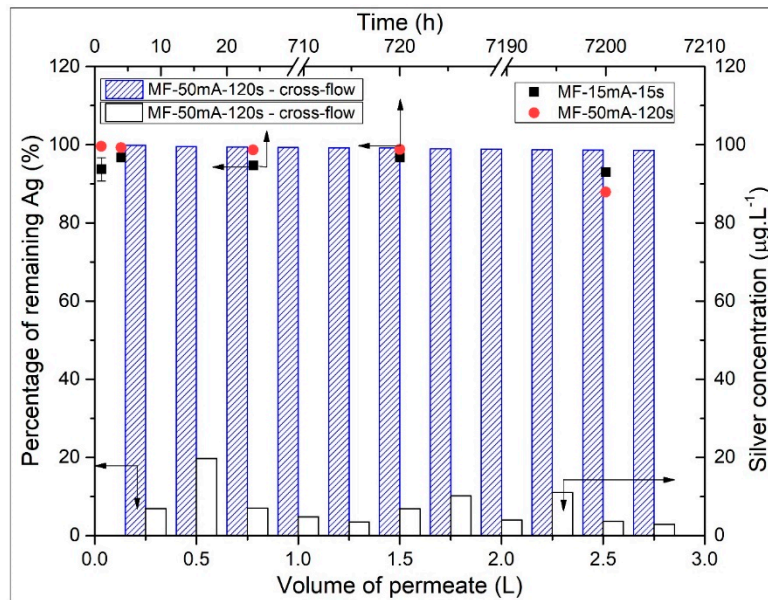 Time (h)
0 10 20 710 720 7190 7200 7210
MF-50mA-120s - cross-flow
MF-50mA-120s - cross-flow
MF-15mA-15s
MF-50mA-120s
Percentage of remaining Ag (%)
120
100
80
60
40
20
0
120
100
80
60
40
20
0
Silver concentration (µg.L⁻¹)
0.0 0.5 1.0 1.5 2.0 2.5 3.0
Volume of permeate (L)